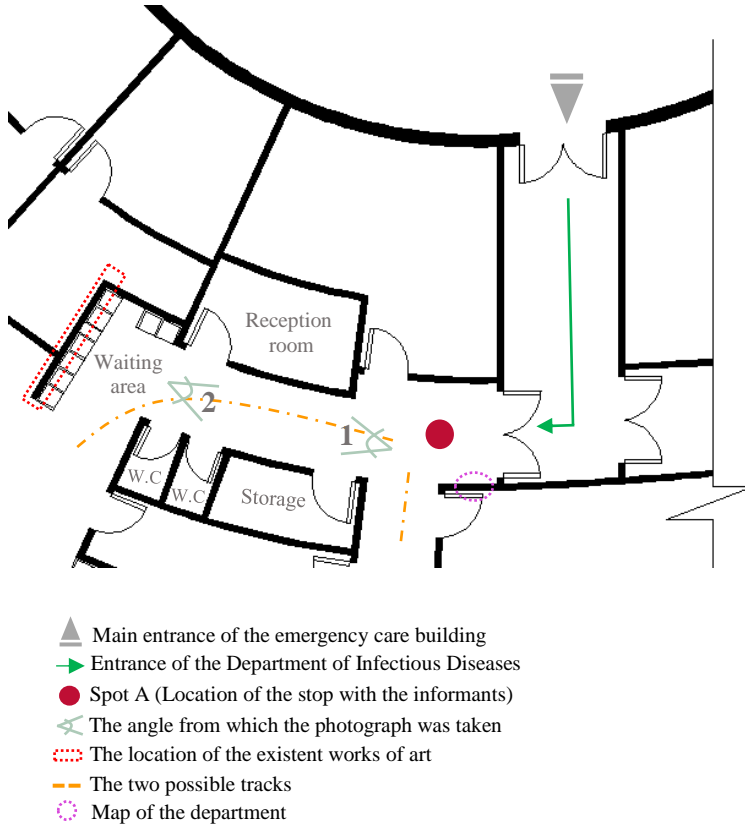 Reception
room
Waiting
area
2
1
W.C
W.C
Storage
Main entrance of the emergency care building
Entrance of the Department of Infectious Diseases
Spot A (Location of the stop with the informants)
The angle from which the photograph was taken
The location of the existent works of art
The two possible tracks
Map of the department